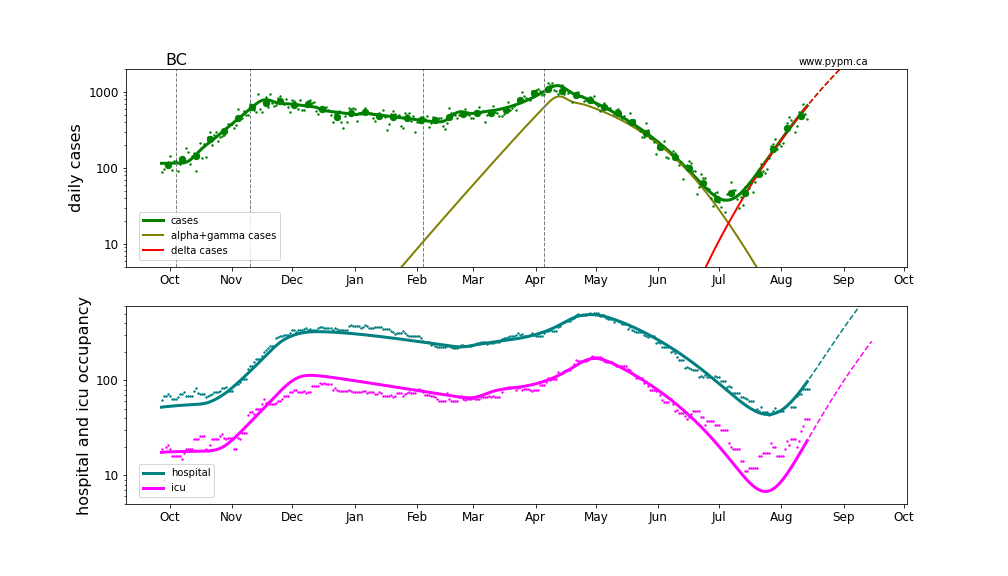 BC
www.pypm.ca
daily cases
1000
100
10
cases
alpha+gamma cases
delta cases
Oct Nov Dec Jan Feb Mar Apr May Jun Jul Aug Sep Oct
hospital and icu occupancy
100
10
hospital
icu
Oct Nov Dec Jan Feb Mar Apr May Jun Jul Aug Sep Oct